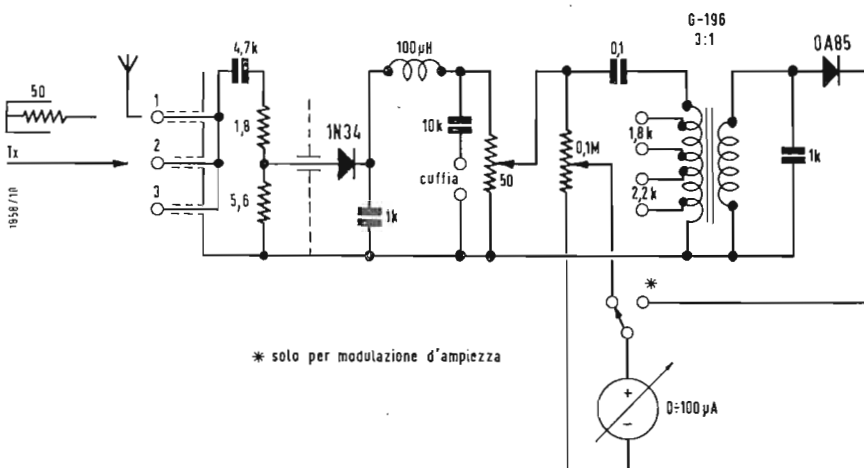 G-196
3:1
OA85
4,7k
100µH
0,1
50
1
1,8
1N34
10k
1,8k
Tx
2
cuffia
50
0,1M
1k
3
5,6
1k
2,2k
1958/10
*
* solo per modulazione d'ampiezza
+
0÷100µA
−